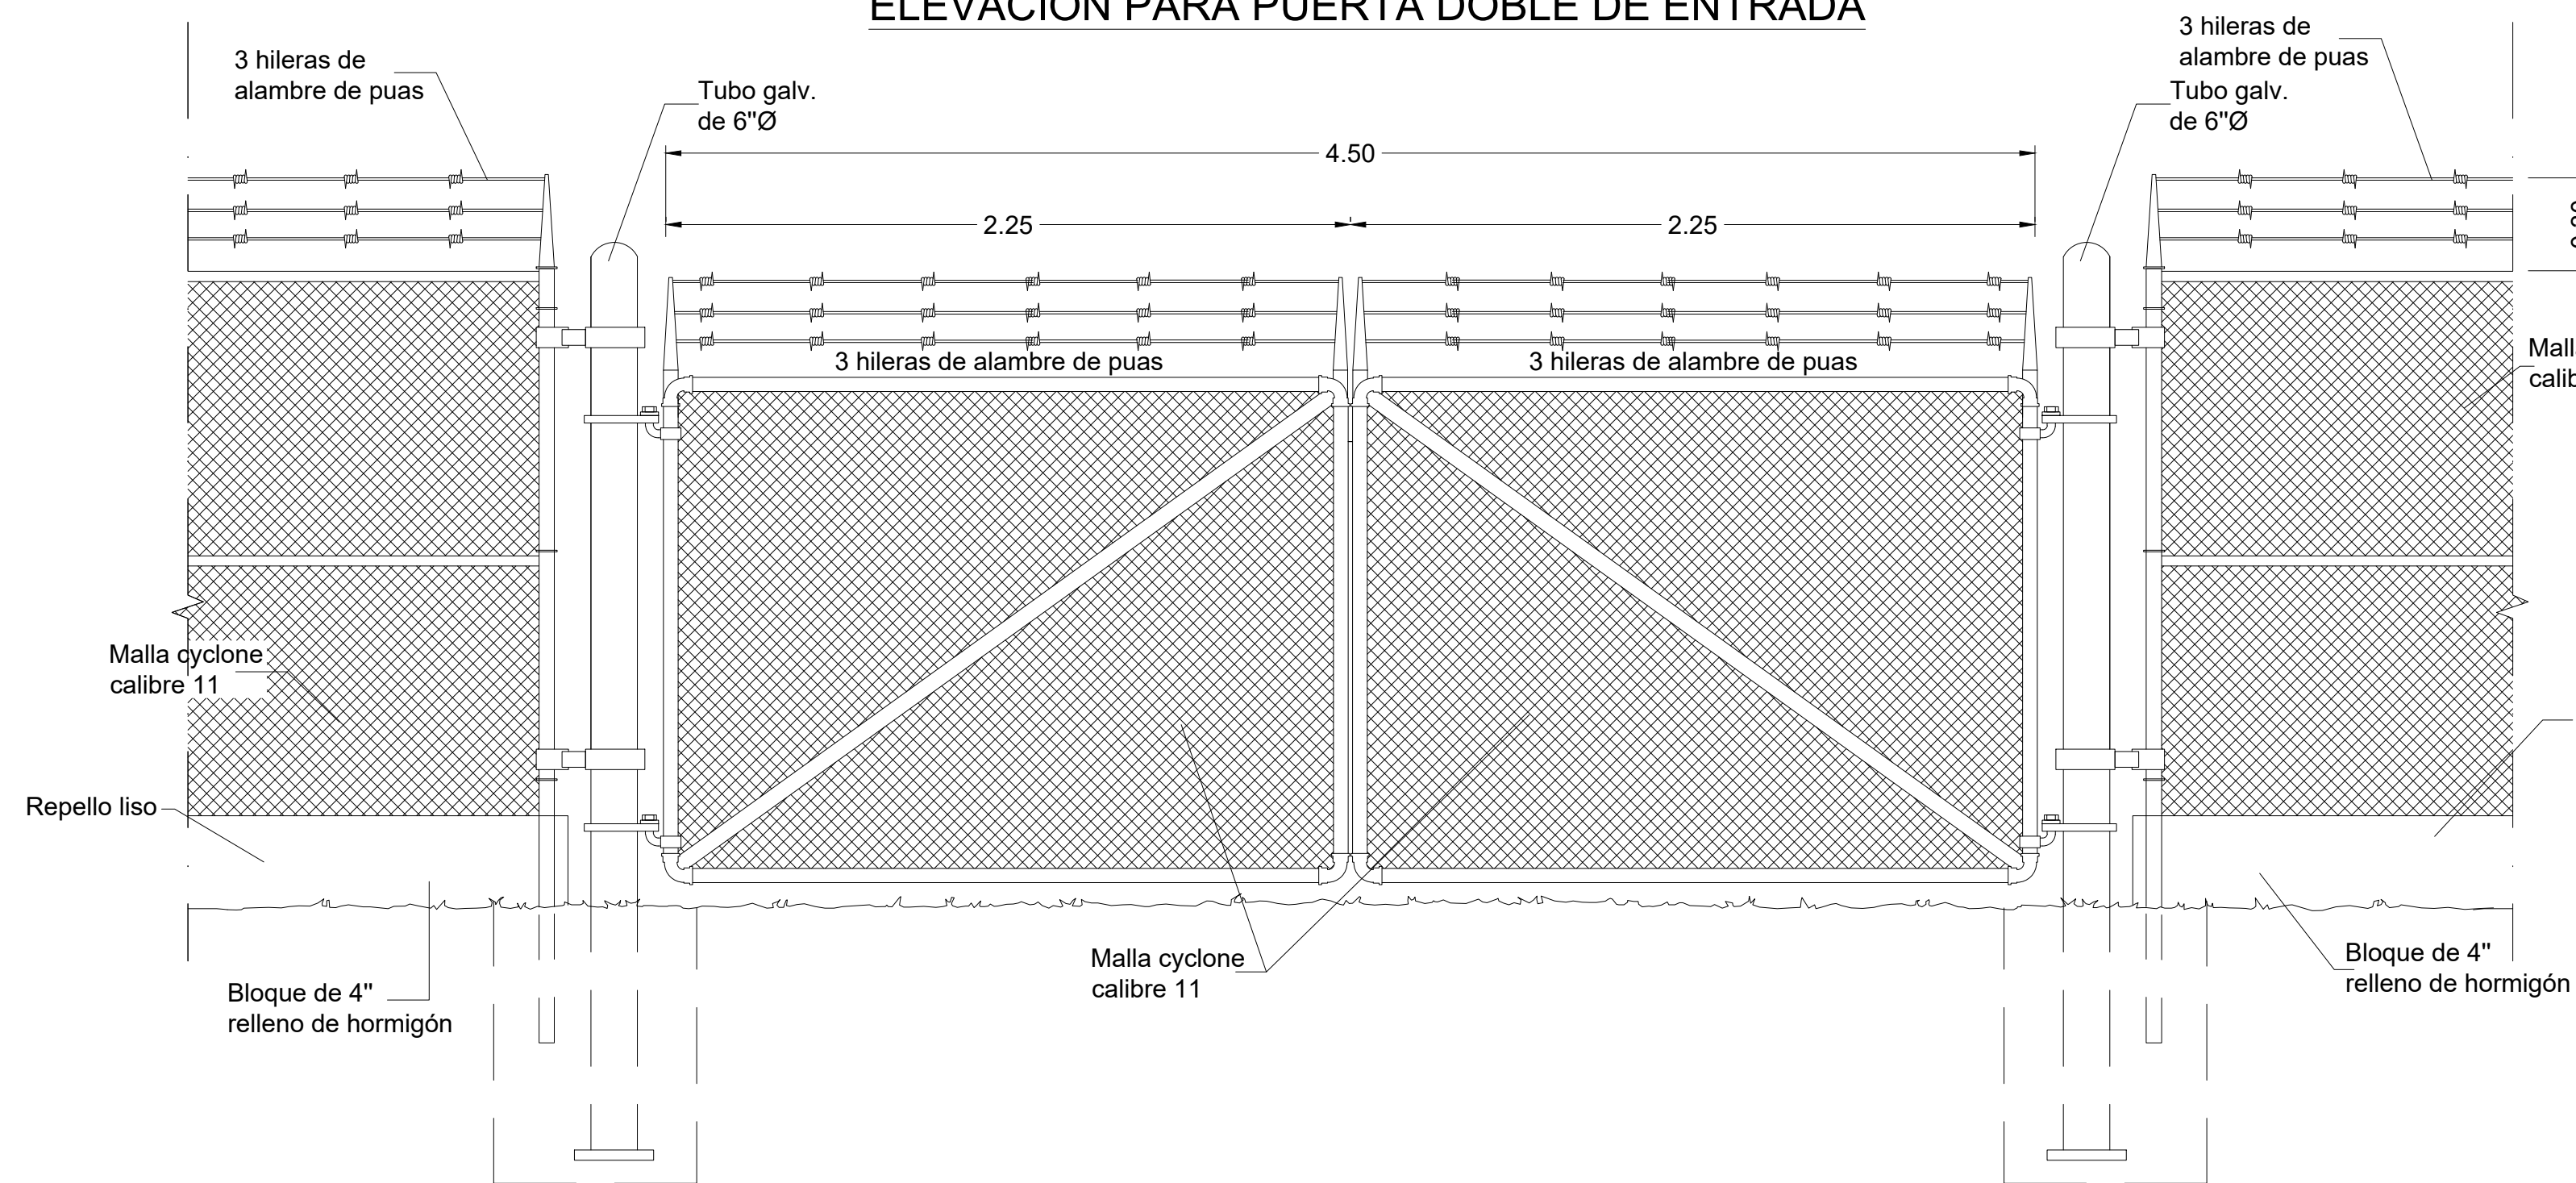 ELEVACION PARA PUERTA DOBLE DE ENTRADA
3 hileras de
alambre de puas
Tubo galv.
de 6"Ø
3 hileras de
alambre de puas
Tubo galv.
de 6"Ø
4.50
2.25
2.25
3 hileras de alambre de puas
3 hileras de alambre de puas
Malla cyclone
calibre 11
Repello liso
Malla cyclone
calibre 11
Bloque de 4"
relleno de hormigón
Bloque de 4"
relleno de hormigón